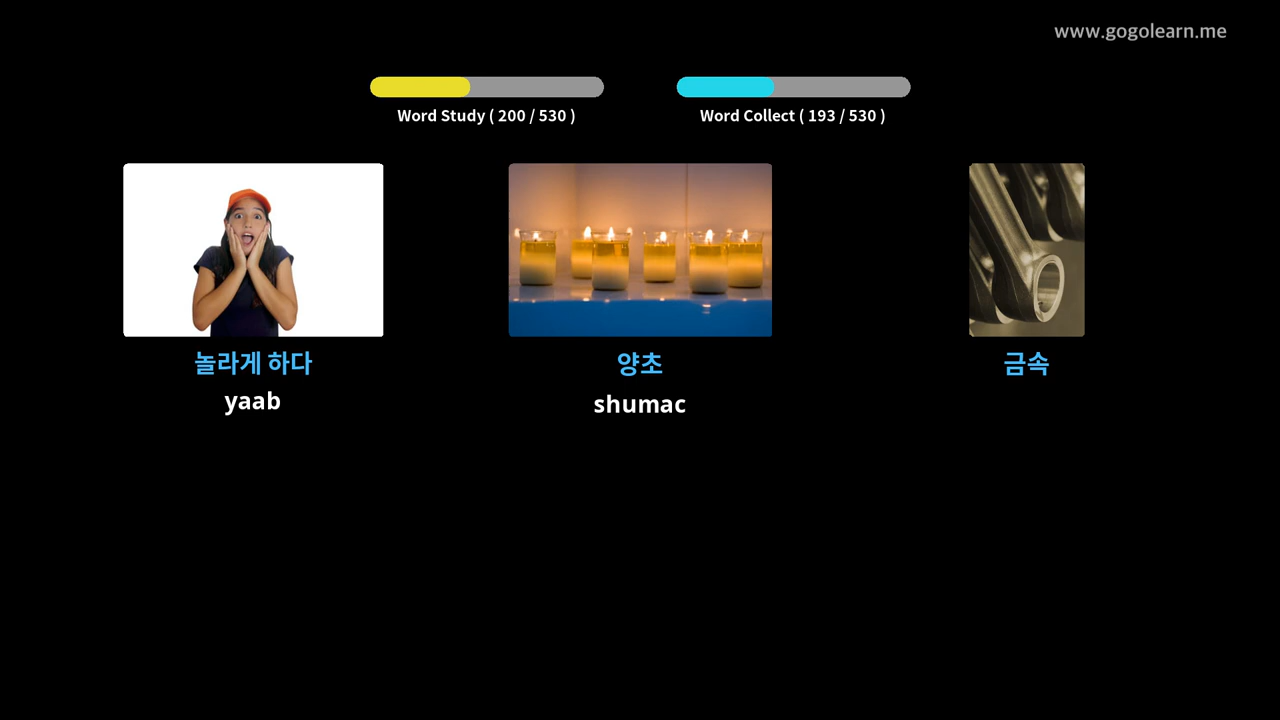 www.gogolearn.me
Word Study ( 200 / 530 )
Word Collect ( 193 / 530 )
놀라게 하다
yaab
양초
shumac
금속